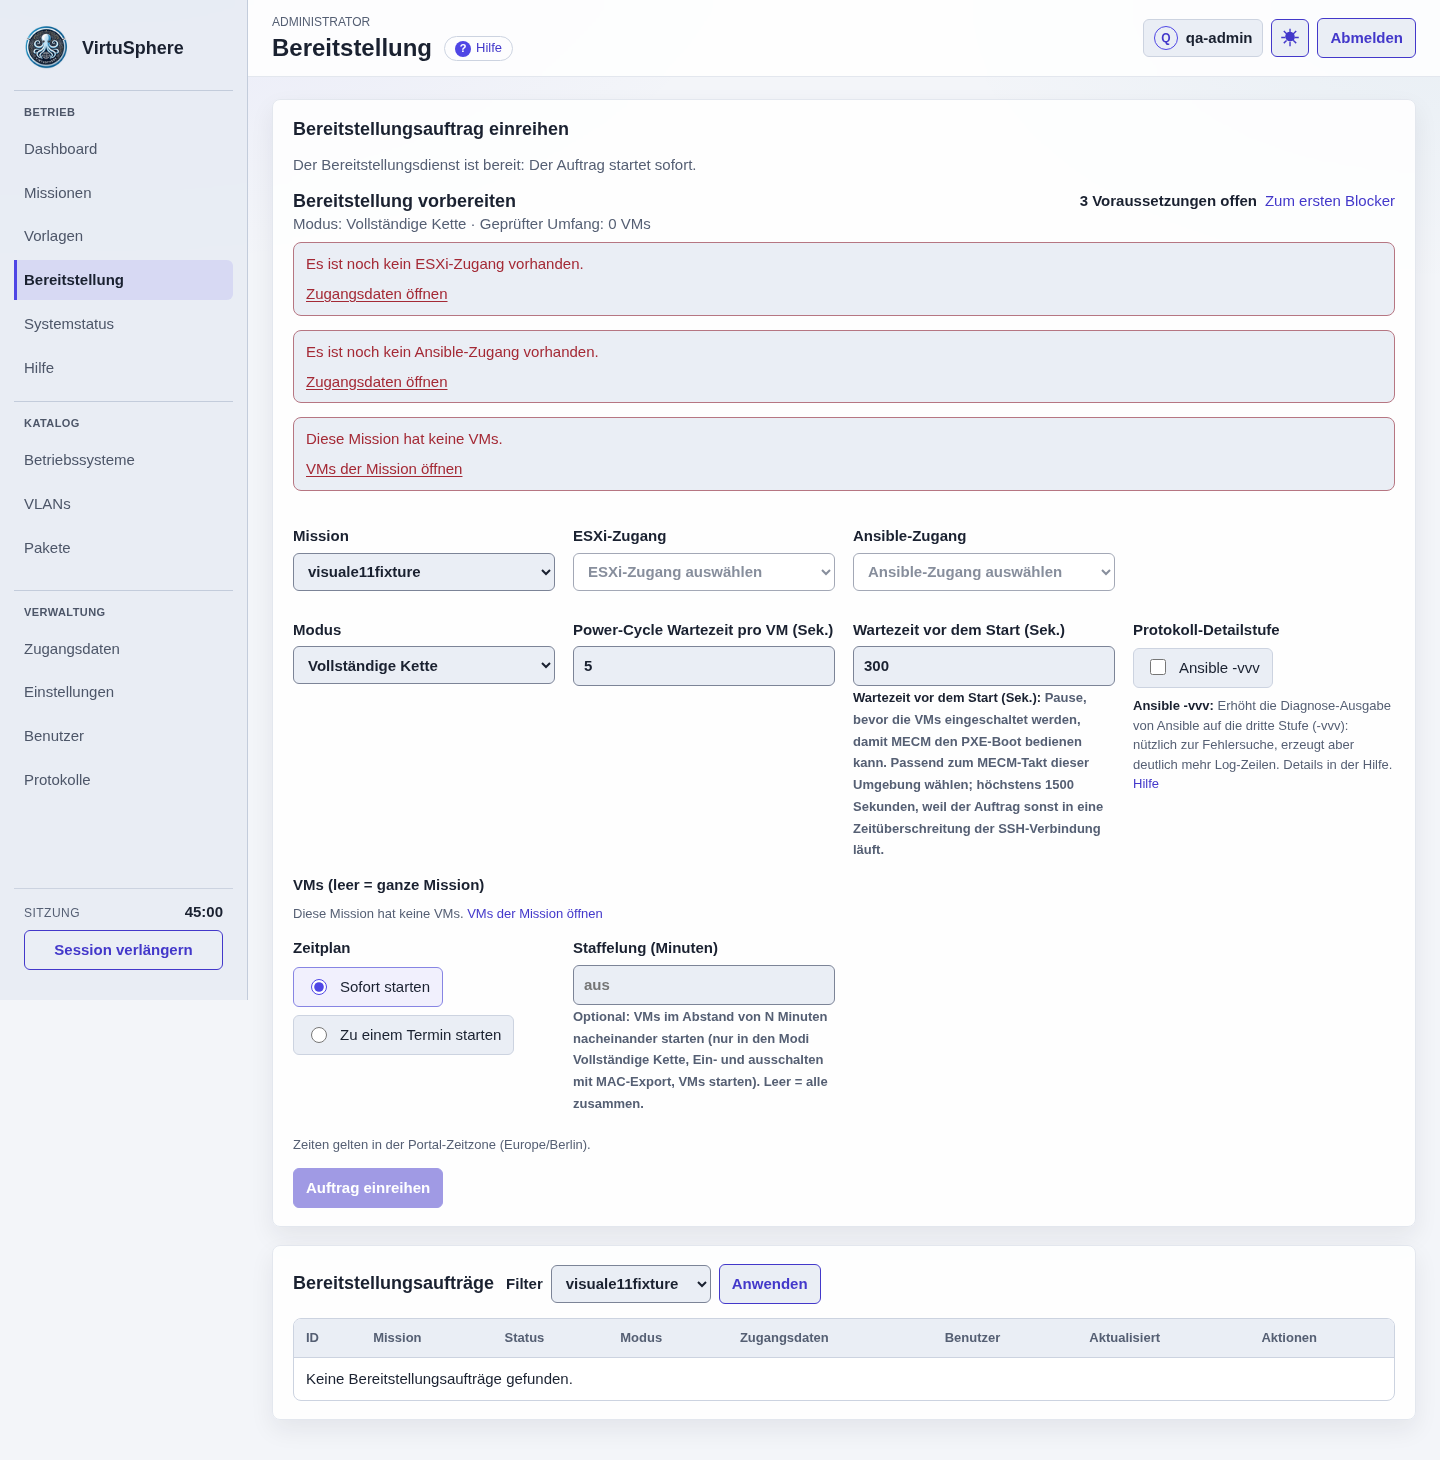 VirtuSphere
BETRIEB
Dashboard
Missionen
Vorlagen
Bereitstellung
Systemstatus
Hilfe
KATALOG
Betriebssysteme
VLANs
Pakete
VERWALTUNG
Zugangsdaten
Einstellungen
Benutzer
Protokolle
SITZUNG 45:00
Session verlängern
ADMINISTRATOR
Bereitstellung ? Hilfe
Q qa-admin Abmelden
Bereitstellungsauftrag einreihen
Der Bereitstellungsdienst ist bereit: Der Auftrag startet sofort.
Bereitstellung vorbereiten 3 Voraussetzungen offen Zum ersten Blocker
Modus: Vollständige Kette · Geprüfter Umfang: 0 VMs
Es ist noch kein ESXi-Zugang vorhanden.
Zugangsdaten öffnen
Es ist noch kein Ansible-Zugang vorhanden.
Zugangsdaten öffnen
Diese Mission hat keine VMs.
VMs der Mission öffnen
Mission ESXi-Zugang Ansible-Zugang
visuale11fixture ESXi-Zugang auswählen Ansible-Zugang auswählen
Modus Power-Cycle Wartezeit pro VM (Sek.) Wartezeit vor dem Start (Sek.) Protokoll-Detailstufe
Vollständige Kette 5 300 Ansible -vvv
Wartezeit vor dem Start (Sek.): Pause,
bevor die VMs eingeschaltet werden,
damit MECM den PXE-Boot bedienen
kann. Passend zum MECM-Takt dieser
Umgebung wählen; höchstens 1500
Sekunden, weil der Auftrag sonst in eine
Zeitüberschreitung der SSH-Verbindung
läuft.
Ansible -vvv: Erhöht die Diagnose-Ausgabe
von Ansible auf die dritte Stufe (-vvv):
nützlich zur Fehlersuche, erzeugt aber
deutlich mehr Log-Zeilen. Details in der Hilfe.
Hilfe
VMs (leer = ganze Mission)
Diese Mission hat keine VMs. VMs der Mission öffnen
Zeitplan Staffelung (Minuten)
Sofort starten aus
Zu einem Termin starten
Optional: VMs im Abstand von N Minuten
nacheinander starten (nur in den Modi
Vollständige Kette, Ein- und ausschalten
mit MAC-Export, VMs starten). Leer = alle
zusammen.
Zeiten gelten in der Portal-Zeitzone (Europe/Berlin).
Auftrag einreihen
Bereitstellungsaufträge Filter visuale11fixture Anwenden
ID Mission Status Modus Zugangsdaten Benutzer Aktualisiert Aktionen
Keine Bereitstellungsaufträge gefunden.